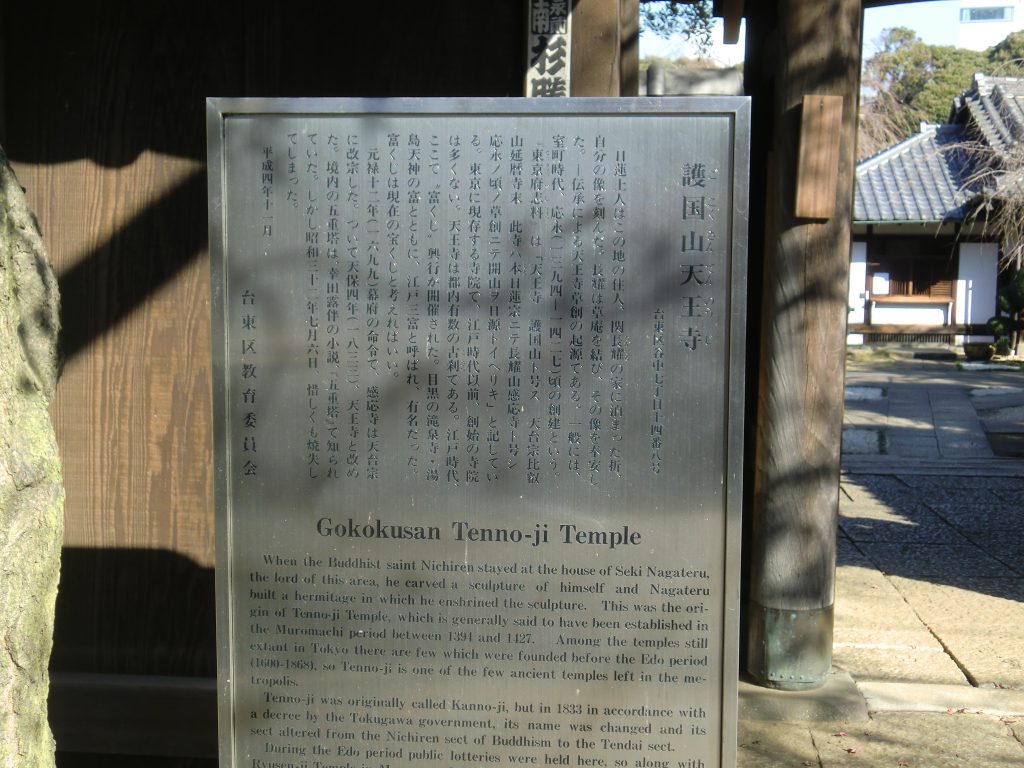 杉勝
護国山天王寺
ごこくさんてんのうじ
台東区谷中七丁目十四番八号
日蓮上人はこの地の住人、関長耀の家に泊まった折、
自分の像を刻んだ。長耀は草庵を結び、その像を奉安し
た。―伝承による天王寺草創の起源である。一般には、
室町時代、応永(一三九四―一四二七)頃の創建という。
『東京府志料』は、「天王寺 護国山ト号ス 天台宗比叡
山延暦寺末 此寺ハ本日蓮宗ニテ長耀山感応寺ト号シ
応永ノ頃ノ草創ニテ開山ヲ日源トイヘリキ」と記してい
る。東京に現存する寺院で、江戸時代以前、創始の寺院
は多くない。天王寺は都内有数の古刹である。江戸時代、
ここで〝富くじ〟興行が開催された。目黒の滝泉寺・湯
島天神の富とともに、江戸三富と呼ばれ、有名だった。
富くじは現在の宝くじと考えればいい。
元禄十二年(一六九九)幕府の命令で、感応寺は天台宗
に改宗した。ついで天保四年(一八三三)、天王寺と改め
た。境内の五重塔は、幸田露伴の小説、『五重塔』で知られ
ていた。しかし昭和三十二年七月六日、惜しくも焼失し
てしまった。
平成四年十一月
台東区教育委員会
Gokokusan Tenno-ji Temple
When the Buddhist saint Nichiren stayed at the house of Seki Nagateru,
the lord of this area, he carved a sculpture of himself and Nagateru
built a hermitage in which he enshrined the sculpture. This was the ori-
gin of Tenno-ji Temple, which is generally said to have been established in
the Muromachi period between 1394 and 1427. Among the temples still
extant in Tokyo there are few which were founded before the Edo period
(1600-1868), so Tenno-ji is one of the few ancient temples left in the me-
tropolis.
Tenno-ji was originally called Kanno-ji, but in 1833 in accordance with
a decree by the Tokugawa government, its name was changed and its
sect altered from the Nichiren sect of Buddhism to the Tendai sect.
During the Edo period public lotteries were held here, so along with
Ryusen-ji Temple in